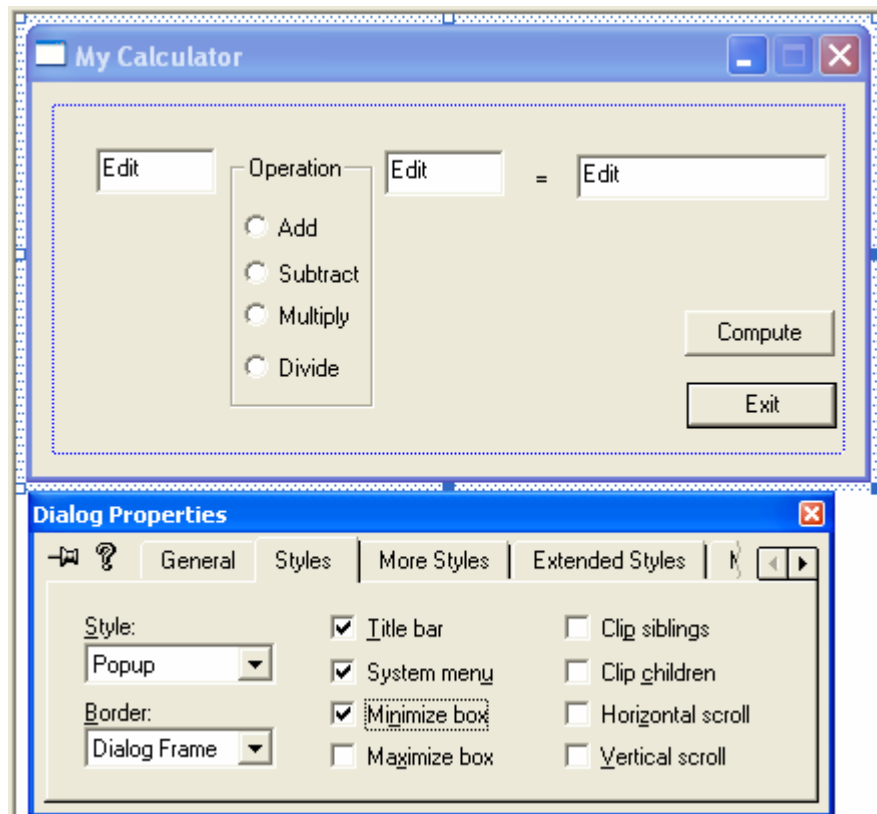 My Calculator
Edit Operation Edit = Edit
Add
Subtract
Multiply
Divide
Compute
Exit
Dialog Properties
General Styles More Styles Extended Styles
Style: Title bar Clip siblings
Popup System menu Clip children
Border: Minimize box Horizontal scroll
Dialog Frame Maximize box Vertical scroll